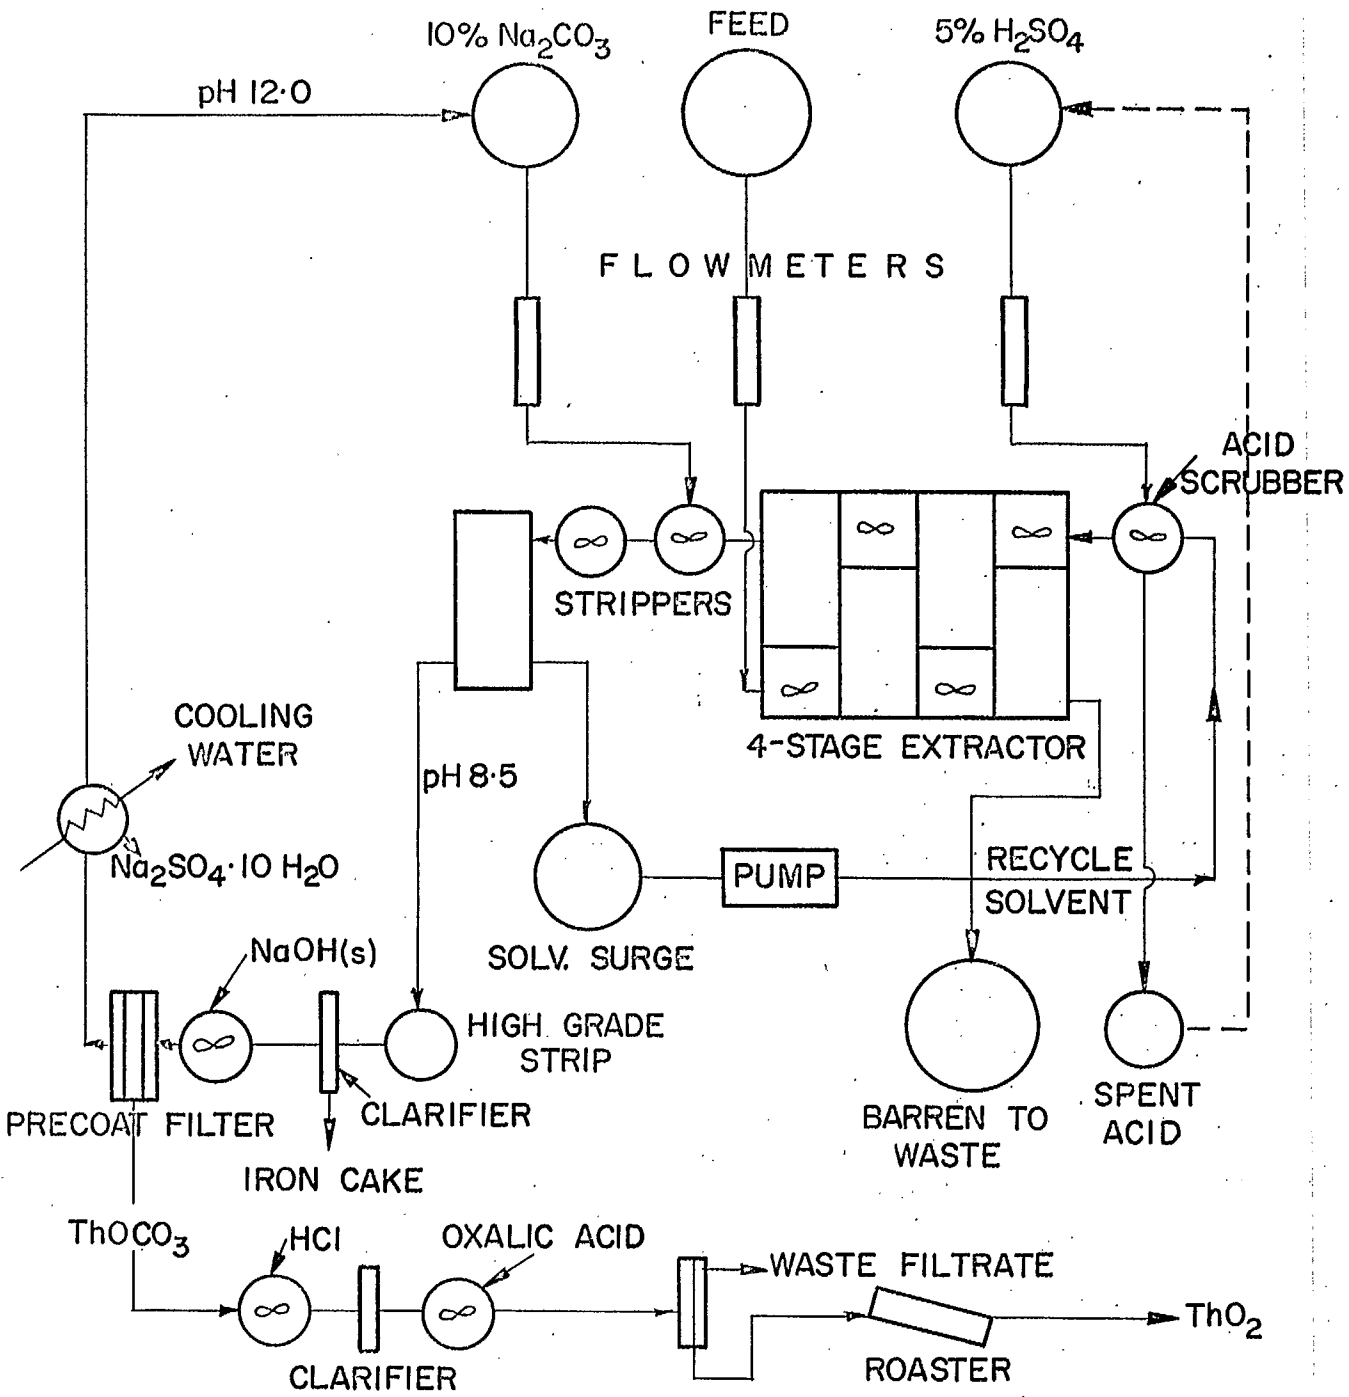 10% Na₂CO₃
FEED
5% H₂SO₄
pH 12·0
FLOWMETERS
ACID
SCRUBBER
STRIPPERS
4-STAGE EXTRACTOR
COOLING
WATER
pH 8·5
Na₂SO₄·10 H₂O
PUMP
RECYCLE
SOLVENT
SOLV. SURGE
NaOH(s)
HIGH GRADE
STRIP
PRECOAT FILTER
CLARIFIER
IRON CAKE
BARREN TO
WASTE
SPENT
ACID
ThOCO₃
HCl
OXALIC ACID
WASTE FILTRATE
ThO₂
CLARIFIER
ROASTER